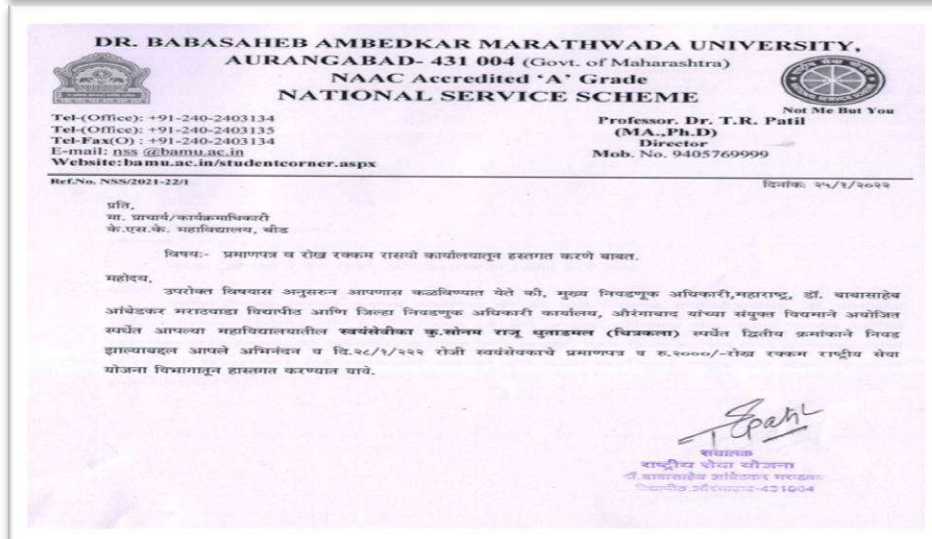 DR. BABASAHEB AMBEDKAR MARATHWADA UNIVERSITY,
AURANGABAD- 431 004 (Govt. of Maharashtra)
NAAC Accredited 'A' Grade
NATIONAL SERVICE SCHEME
Not Me But You
Tel-(Office): +91-240-2403134
Tel-(Office): +91-240-2403135
Tel-Fax(O) : +91-240-2403134
E-mail: nss @bamu.ac.in
Website:bamu.ac.in/studentcorner.aspx
Professor. Dr. T.R. Patil
(MA.,Ph.D)
Director
Mob. No. 9405769999
Ref.No. NSS/2021-22/1
दिनांक: २५/१/२०२२
प्रति,
मा. प्राचार्य/कार्यक्रमाधिकारी
के.एस.के. महाविद्यालय, बीड
विषयः- प्रमाणपत्र व रोख रक्कम रासयो कार्यालयातून हस्तगत करणे बाबत.
महोदय,
उपरोक्त विषयास अनुसरुन आपणास कळविण्यात येते की, मुख्य निवडणूक अधिकारी,महाराष्ट्र, डॉ. बाबासाहेब
आंबेडकर मराठवाडा विद्यापीठ आणि जिल्हा निवडणुक अधिकारी कार्यालय, औरंगाबाद यांच्या संयुक्त विद्यमाने अयोजित
स्पर्धेत आपल्या महाविद्यालयातील स्वयंसेवीका कु.सोनम राजू धुताडमल (चित्रकला) स्पर्धेत द्वितीय क्रमांकाने निवड
झाल्याबद्दल आपले अभिनंदन व दि.२८/१/२२२ रोजी स्वयंसेवकाचे प्रमाणपत्र व रु.२०००/-रोख रक्कम राष्ट्रीय सेवा
योजना विभागातून हास्तगत करण्यात यावे.
TSpatil
संचालक
राष्ट्रीय सेवा योजना
डॉ.बाबासाहेब आंबेडकर मराठवाडा
विद्यापीठ,औरंगाबाद-431004